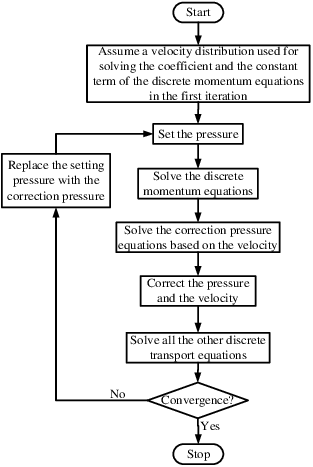 Start
Assume a velocity distribution used for
solving the coefficient and the constant
term of the discrete momentum equations
in the first iteration
Set the pressure
Replace the setting
pressure with the
correction pressure
Solve the discrete
momentum equations
Solve the correction pressure
equations based on the velocity
Correct the pressure
and the velocity
Solve all the other discrete
transport equations
No
Convergence?
Yes
Stop